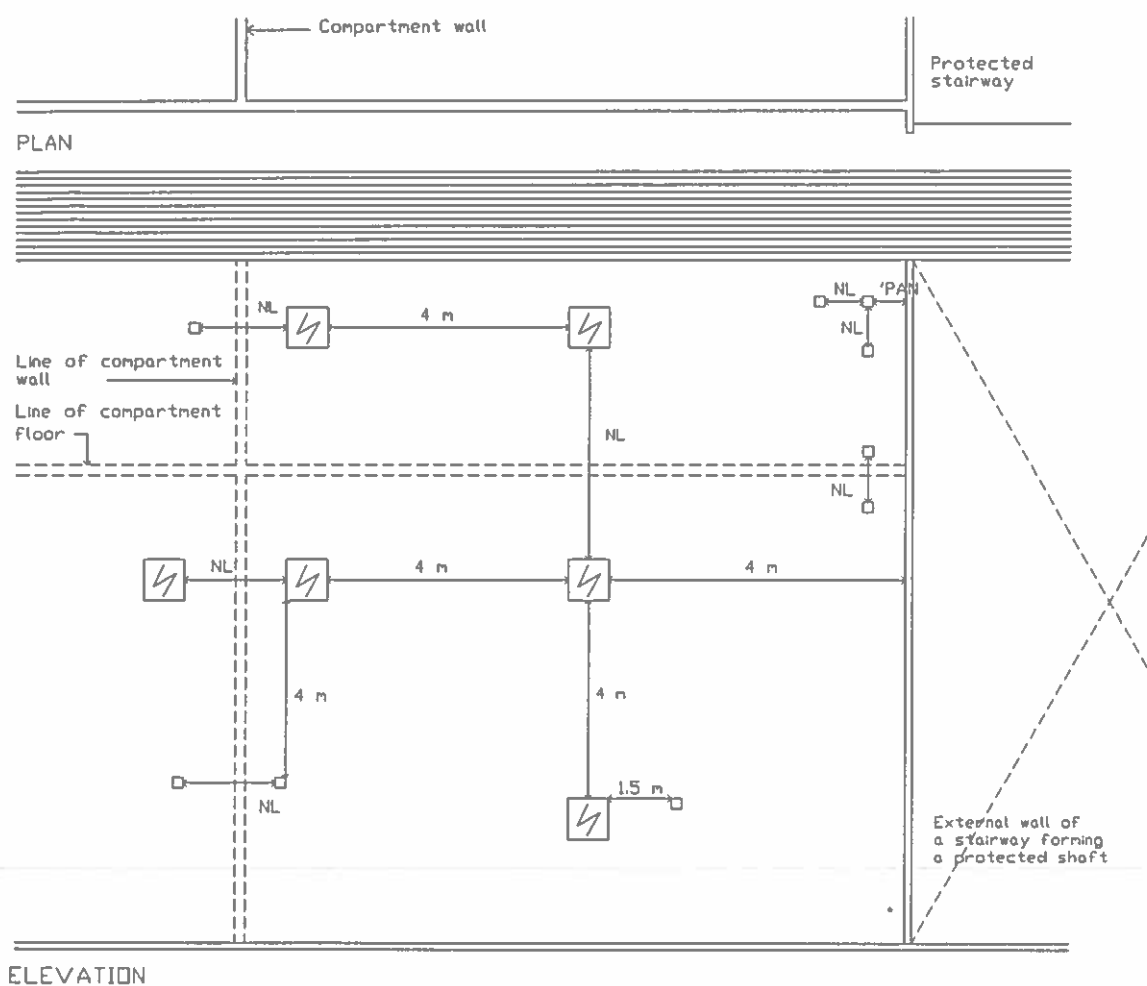 Compartment wall
Protected
stairway
PLAN
NL 'PAN
NL
4 m
NL
Line of compartment
wall
Line of compartment
floor
NL
NL
NL
4 m
4 m
4 m
4 m
1.5 m
NL
External wall of
a stairway forming
a protected shaft
ELEVATION